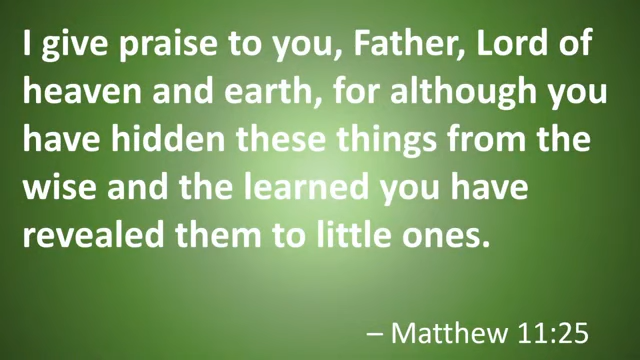 I give praise to you, Father, Lord of
heaven and earth, for although you
have hidden these things from the
wise and the learned you have
revealed them to little ones.
– Matthew 11:25